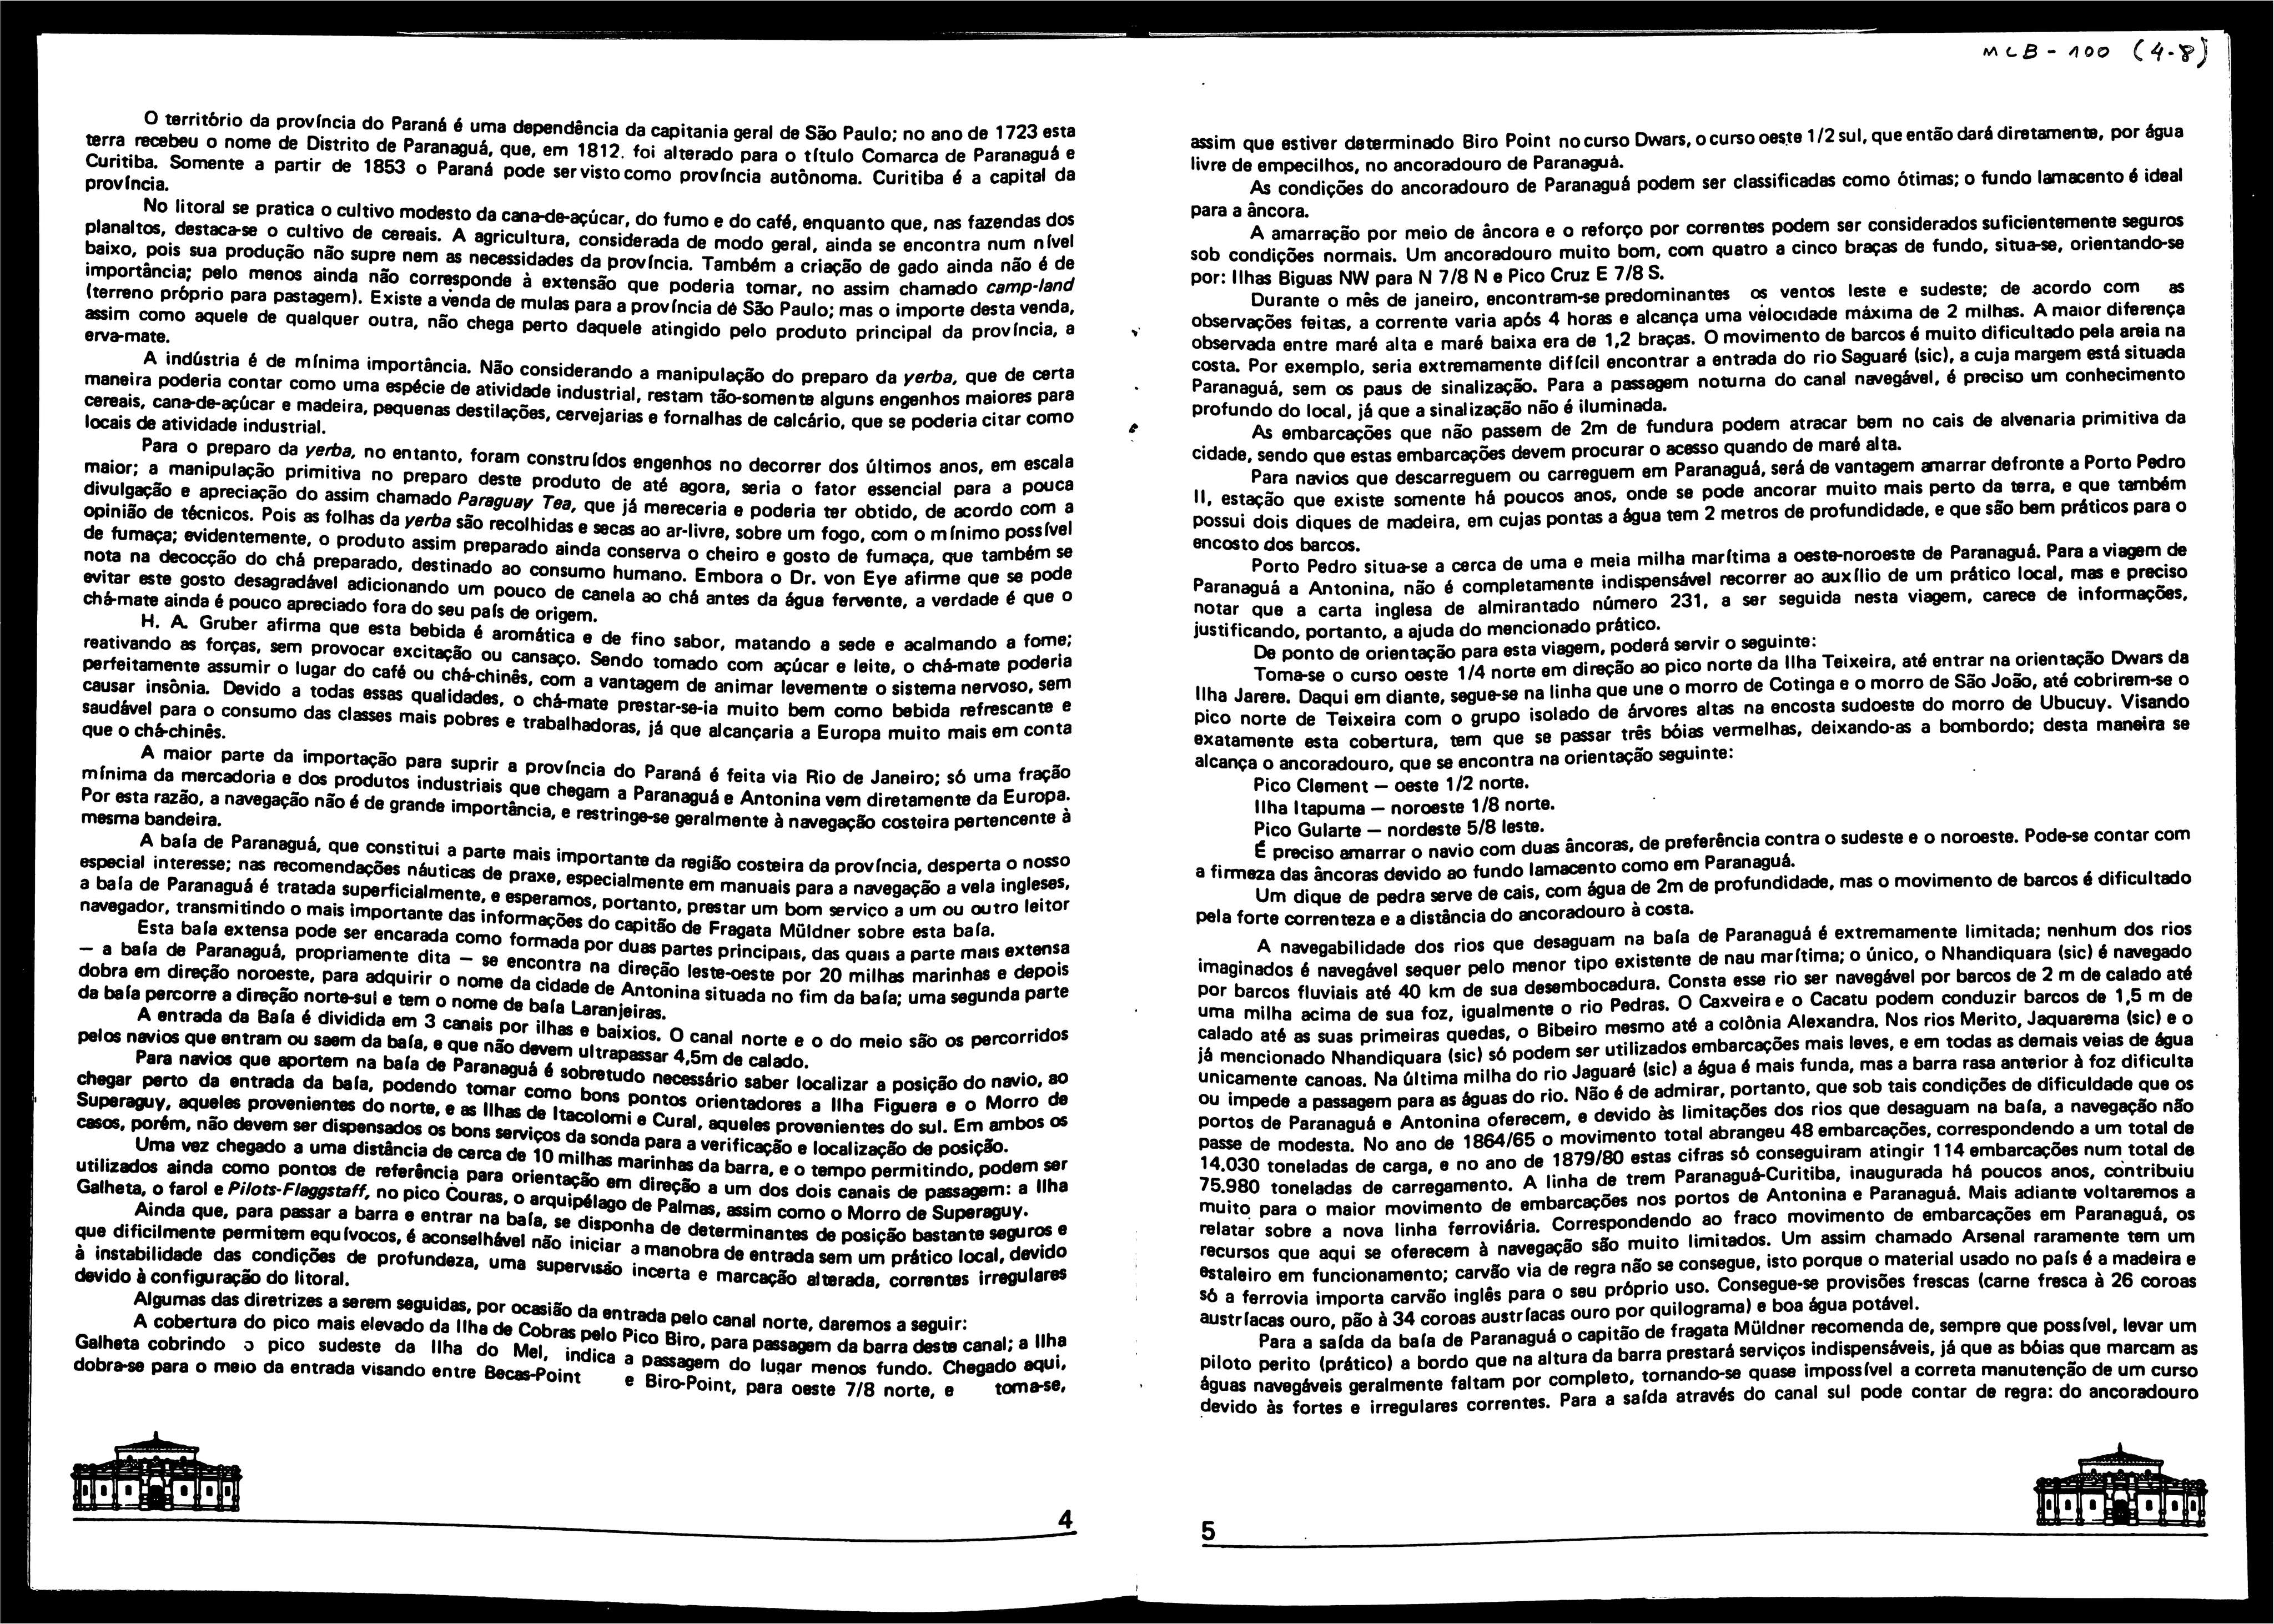 MCB - 100 (4-8)
O território da província do Paraná é uma dependência da capitania geral de São Paulo; no ano de 1723 esta
terra recebeu o nome de Distrito de Paranaguá, que, em 1812. foi alterado para o título Comarca de Paranaguá e
Curitiba. Somente a partir de 1853 o Paraná pode ser visto como província autônoma. Curitiba é a capital da
província.
No litoral se pratica o cultivo modesto da cana-de-açúcar, do fumo e do café, enquanto que, nas fazendas dos
planaltos, destaca-se o cultivo de cereais. A agricultura, considerada de modo geral, ainda se encontra num nível
baixo, pois sua produção não supre nem as necessidades da província. Também a criação de gado ainda não é de
importância; pelo menos ainda não corresponde à extensão que poderia tomar, no assim chamado camp-land
(terreno próprio para pastagem). Existe a venda de mulas para a província dé São Paulo; mas o importe desta venda,
assim como aquele de qualquer outra, não chega perto daquele atingido pelo produto principal da província, a
erva-mate.
A indústria é de mínima importância. Não considerando a manipulação do preparo da yerba, que de certa
maneira poderia contar como uma espécie de atividade industrial, restam tão-somente alguns engenhos maiores para
cereais, cana-de-açúcar e madeira, pequenas destilações, cervejarias e fornalhas de calcário, que se poderia citar como
locais de atividade industrial.
Para o preparo da yerba, no entanto, foram construídos engenhos no decorrer dos últimos anos, em escala
maior; a manipulação primitiva no preparo deste produto de até agora, seria o fator essencial para a pouca
divulgação e apreciação do assim chamado Paraguay Tea, que já mereceria e poderia ter obtido, de acordo com a
opinião de técnicos. Pois as folhas da yerba são recolhidas e secas ao ar-livre, sobre um fogo, com o mínimo possível
de fumaça; evidentemente, o produto assim preparado ainda conserva o cheiro e gosto de fumaça, que também se
nota na decocção do chá preparado, destinado ao consumo humano. Embora o Dr. von Eye afirme que se pode
evitar este gosto desagradável adicionando um pouco de canela ao chá antes da água fervente, a verdade é que o
chá-mate ainda é pouco apreciado fora do seu país de origem.
H. A. Gruber afirma que esta bebida é aromática e de fino sabor, matando a sede e acalmando a fome;
reativando as forças, sem provocar excitação ou cansaço. Sendo tomado com açúcar e leite, o chá-mate poderia
perfeitamente assumir o lugar do café ou chá-chinês, com a vantagem de animar levemente o sistema nervoso, sem
causar insônia. Devido a todas essas qualidades, o chá-mate prestar-se-ia muito bem como bebida refrescante e
saudável para o consumo das classes mais pobres e trabalhadoras, já que alcançaria a Europa muito mais em conta
que o chá-chinês.
A maior parte da importação para suprir a província do Paraná é feita via Rio de Janeiro; só uma fração
mínima da mercadoria e dos produtos industriais que chegam a Paranaguá e Antonina vem diretamente da Europa.
Por esta razão, a navegação não é de grande importância, e restringe-se geralmente à navegação costeira pertencente à
mesma bandeira.
A baía de Paranaguá, que constitui a parte mais importante da região costeira da província, desperta o nosso
especial interesse; nas recomendações náuticas de praxe, especialmente em manuais para a navegação a vela ingleses,
a baía de Paranaguá é tratada superficialmente, e esperamos, portanto, prestar um bom servico a um ou outro leitor
navegador, transmitindo o mais importante das informações do capitão de Fragata Müldner sobre esta baía.
Esta baía extensa pode ser encarada como formada por duas partes principais, das quais a parte mais extensa
— a baía de Paranaguá, propriamente dita — se encontra na direção leste-oeste por 20 milhas marinhas e depois
dobra em direção noroeste, para adquirir o nome da cidade de Antonina situada no fim da baía; uma segunda parte
da baía percorre a direção norte-sul e tem o nome de baía Laranjeiras.
A entrada da Baía é dividida em 3 canais por ilhas e baixios. O canal norte e o do meio são os percorridos
pelos navios que entram ou saem da baía, e que não devem ultrapassar 4,5m de calado.
Para navios que aportem na baía de Paranaguá é sobretudo necessário saber localizar a posição do navio, ao
chegar perto da entrada da baía, podendo tomar como bons pontos orientadores a Ilha Figuera e o Morro de
Superaguy, aqueles provenientes do norte, e as Ilhas de Itacolomi e Cural, aqueles provenientes do sul. Em ambos os
casos, porém, não devem ser dispensados os bons serviços da sonda para a verificação e localização de posição.
Uma vez chegado a uma distância de cerca de 10 milhas marinhas da barra, e o tempo permitindo, podem ser
utilizados ainda como pontos de referência para orientação em direção a um dos dois canais de passagem: a Ilha
Galheta, o farol e Pilots-Flaggstaff, no pico Couras, o arquipélago de Palmas, assim como o Morro de Superaguy.
Ainda que, para passar a barra e entrar na baía, se disponha de determinantes de posição bastante seguros e
que dificilmente permitem equívocos, é aconselhável não iniciar a manobra de entrada sem um prático local, devido
à instabilidade das condições de profundeza, uma supervisão incerta e marcação alterada, correntes irregulares
devido à configuração do litoral.
Algumas das diretrizes a serem seguidas, por ocasião da entrada pelo canal norte, daremos a seguir:
A cobertura do pico mais elevado da Ilha de Cobras pelo Pico Biro, para passagem da barra deste canal; a Ilha
Galheta cobrindo o pico sudeste da Ilha do Mel, indica a passagem do lugar menos fundo. Chegado aqui,
dobra-se para o meio da entrada visando entre Becas-Point e Biro-Point, para oeste 7/8 norte, e toma-se,
4
assim que estiver determinado Biro Point no curso Dwars, o curso oeste 1/2 sul, que então dará diretamente, por água
livre de empecilhos, no ancoradouro de Paranaguá.
As condições do ancoradouro de Paranaguá podem ser classificadas como ótimas; o fundo lamacento é ideal
para a âncora.
A amarração por meio de âncora e o reforço por correntes podem ser considerados suficientemente seguros
sob condições normais. Um ancoradouro muito bom, com quatro a cinco braças de fundo, situa-se, orientando-se
por: Ilhas Biguas NW para N 7/8 N e Pico Cruz E 7/8 S.
Durante o mês de janeiro, encontram-se predominantes os ventos leste e sudeste; de acordo com as
observações feitas, a corrente varia após 4 horas e alcança uma velocidade máxima de 2 milhas. A maior diferença
observada entre maré alta e maré baixa era de 1,2 braças. O movimento de barcos é muito dificultado pela areia na
costa. Por exemplo, seria extremamente difícil encontrar a entrada do rio Saguaré (sic), a cuja margem está situada
Paranaguá, sem os paus de sinalização. Para a passagem noturna do canal navegável, é preciso um conhecimento
profundo do local, já que a sinalização não é iluminada.
As embarcações que não passem de 2m de fundura podem atracar bem no cais de alvenaria primitiva da
cidade, sendo que estas embarcações devem procurar o acesso quando de maré alta.
Para navios que descarreguem ou carreguem em Paranaguá, será de vantagem amarrar defronte a Porto Pedro
II, estação que existe somente há poucos anos, onde se pode ancorar muito mais perto da terra, e que também
possui dois diques de madeira, em cujas pontas a água tem 2 metros de profundidade, e que são bem práticos para o
encosto dos barcos.
Porto Pedro situa-se a cerca de uma e meia milha marítima a oeste-noroeste de Paranaguá. Para a viagem de
Paranaguá a Antonina, não é completamente indispensável recorrer ao auxílio de um prático local, mas e preciso
notar que a carta inglesa de almirantado número 231, a ser seguida nesta viagem, carece de informações,
justificando, portanto, a ajuda do mencionado prático.
De ponto de orientação para esta viagem, poderá servir o seguinte:
Toma-se o curso oeste 1/4 norte em direção ao pico norte da Ilha Teixeira, até entrar na orientação Dwars da
Ilha Jarere. Daqui em diante, segue-se na linha que une o morro de Cotinga e o morro de São João, até cobrirem-se o
pico norte de Teixeira com o grupo isolado de árvores altas na encosta sudoeste do morro de Ubucuy. Visando
exatamente esta cobertura, tem que se passar três bóias vermelhas, deixando-as a bombordo; desta maneira se
alcança o ancoradouro, que se encontra na orientação seguinte:
Pico Clement — oeste 1/2 norte.
Ilha Itapuma — noroeste 1/8 norte.
Pico Gularte — nordeste 5/8 leste.
É preciso amarrar o navio com duas âncoras, de preferência contra o sudeste e o noroeste. Pode-se contar com
a firmeza das âncoras devido ao fundo lamacento como em Paranaguá.
Um dique de pedra serve de cais, com água de 2m de profundidade, mas o movimento de barcos é dificultado
pela forte correnteza e a distância do ancoradouro à costa.
A navegabilidade dos rios que desaguam na baía de Paranaguá é extremamente limitada; nenhum dos rios
imaginados é navegável sequer pelo menor tipo existente de nau marítima; o único, o Nhandiquara (sic) é navegado
por barcos fluviais até 40 km de sua desembocadura. Consta esse rio ser navegável por barcos de 2 m de calado até
uma milha acima de sua foz, igualmente o rio Pedras. O Caxveira e o Cacatu podem conduzir barcos de 1,5 m de
calado até as suas primeiras quedas, o Bibeiro mesmo até a colônia Alexandra. Nos rios Merito, Jaquarema (sic) e o
já mencionado Nhandiquara (sic) só podem ser utilizados embarcações mais leves, e em todas as demais veias de água
unicamente canoas. Na última milha do rio Jaguaré (sic) a água é mais funda, mas a barra rasa anterior à foz dificulta
ou impede a passagem para as águas do rio. Não é de admirar, portanto, que sob tais condições de dificuldade que os
portos de Paranaguá e Antonina oferecem, e devido às limitações dos rios que desaguam na baía, a navegação não
passe de modesta. No ano de 1864/65 o movimento total abrangeu 48 embarcações, correspondendo a um total de
14.030 toneladas de carga, e no ano de 1879/80 estas cifras só conseguiram atingir 114 embarcações num total de
75.980 toneladas de carregamento. A linha de trem Paranaguá-Curitiba, inaugurada há poucos anos, contribuiu
muito para o maior movimento de embarcações nos portos de Antonina e Paranaguá. Mais adiante voltaremos a
relatar sobre a nova linha ferroviária. Correspondendo ao fraco movimento de embarcações em Paranaguá, os
recursos que aqui se oferecem à navegação são muito limitados. Um assim chamado Arsenal raramente tem um
estaleiro em funcionamento; carvão via de regra não se consegue, isto porque o material usado no país é a madeira e
só a ferrovia importa carvão inglês para o seu próprio uso. Consegue-se provisões frescas (carne fresca à 26 coroas
austríacas ouro, pão à 34 coroas austríacas ouro por quilograma) e boa água potável.
Para a saída da baía de Paranaguá o capitão de fragata Müldner recomenda de, sempre que possível, levar um
piloto perito (prático) a bordo que na altura da barra prestará serviços indispensáveis, já que as bóias que marcam as
águas navegáveis geralmente faltam por completo, tornando-se quase impossível a correta manutenção de um curso
devido às fortes e irregulares correntes. Para a saída através do canal sul pode contar de regra: do ancoradouro
5